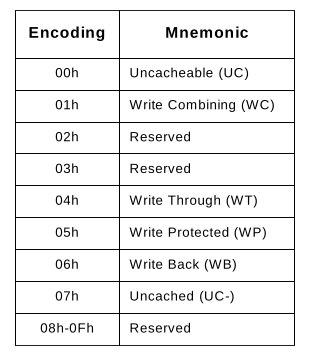 Encoding Mnemonic
00h Uncacheable (UC)
01h Write Combining (WC)
02h Reserved
03h Reserved
04h Write Through (WT)
05h Write Protected (WP)
06h Write Back (WB)
07h Uncached (UC-)
08h-0Fh Reserved